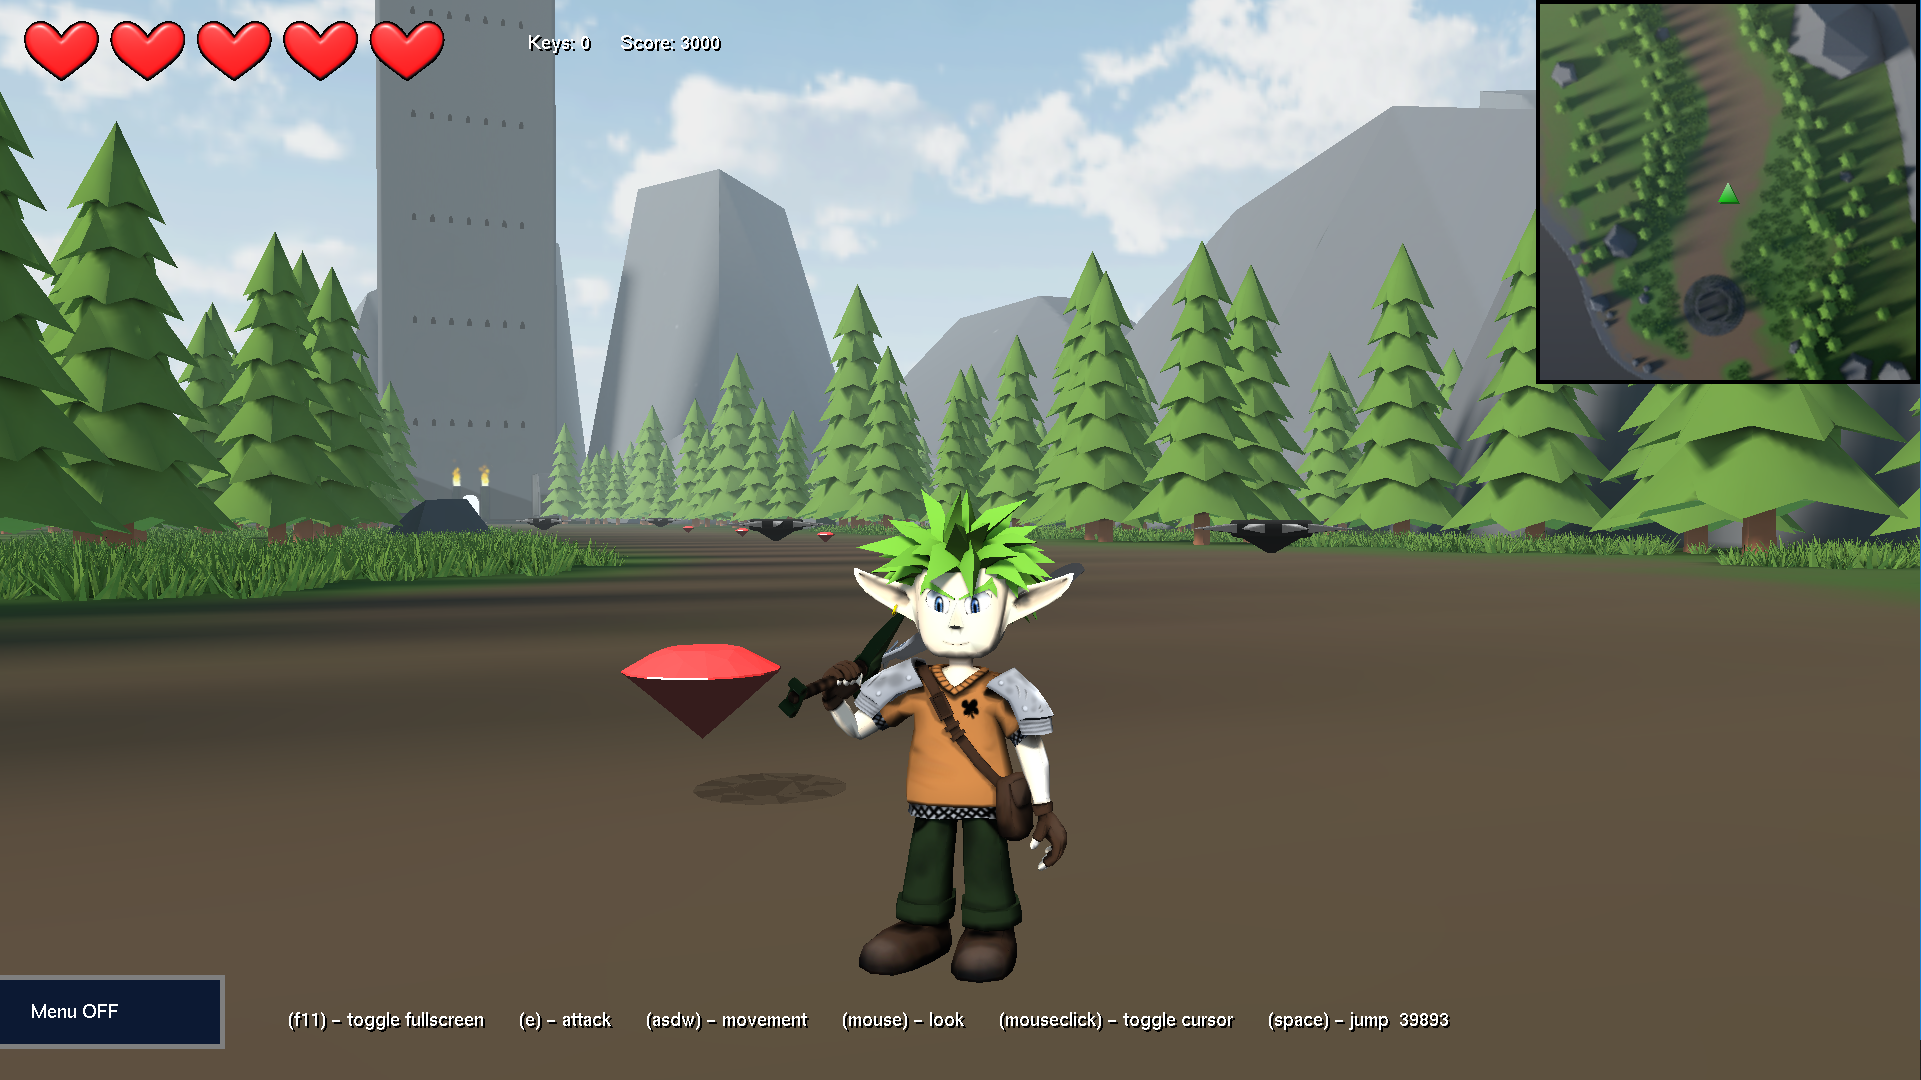 Keys: 0 Score: 3000
Menu OFF
(f11) – toggle fullscreen (e) – attack (asdw) – movement (mouse) – look (mouseclick) – toggle cursor (space) – jump 39893